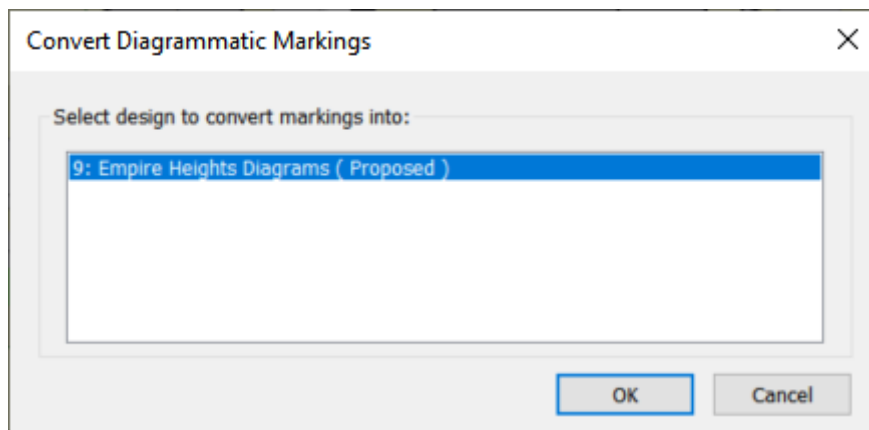 Convert Diagrammatic Markings
Select design to convert markings into:
9: Empire Heights Diagrams ( Proposed )
OK
Cancel